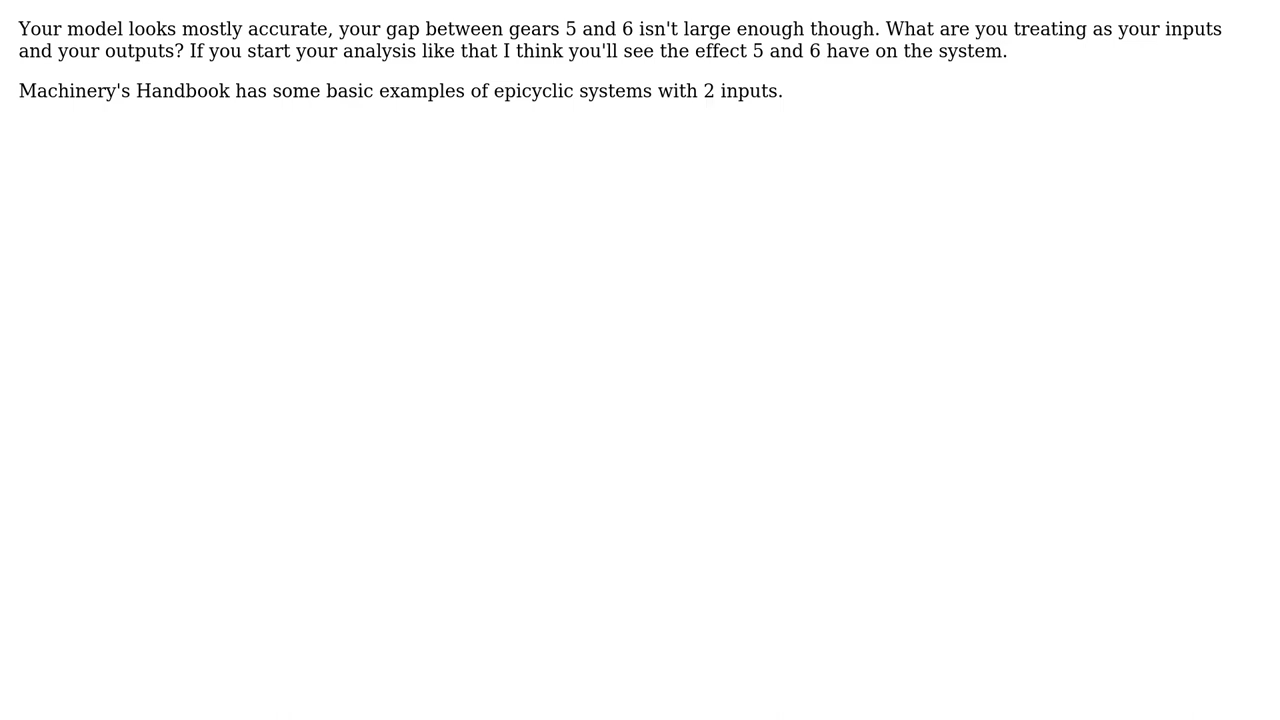 Your model looks mostly accurate, your gap between gears 5 and 6 isn't large enough though. What are you treating as your inputs
and your outputs? If you start your analysis like that I think you'll see the effect 5 and 6 have on the system.
Machinery's Handbook has some basic examples of epicyclic systems with 2 inputs.